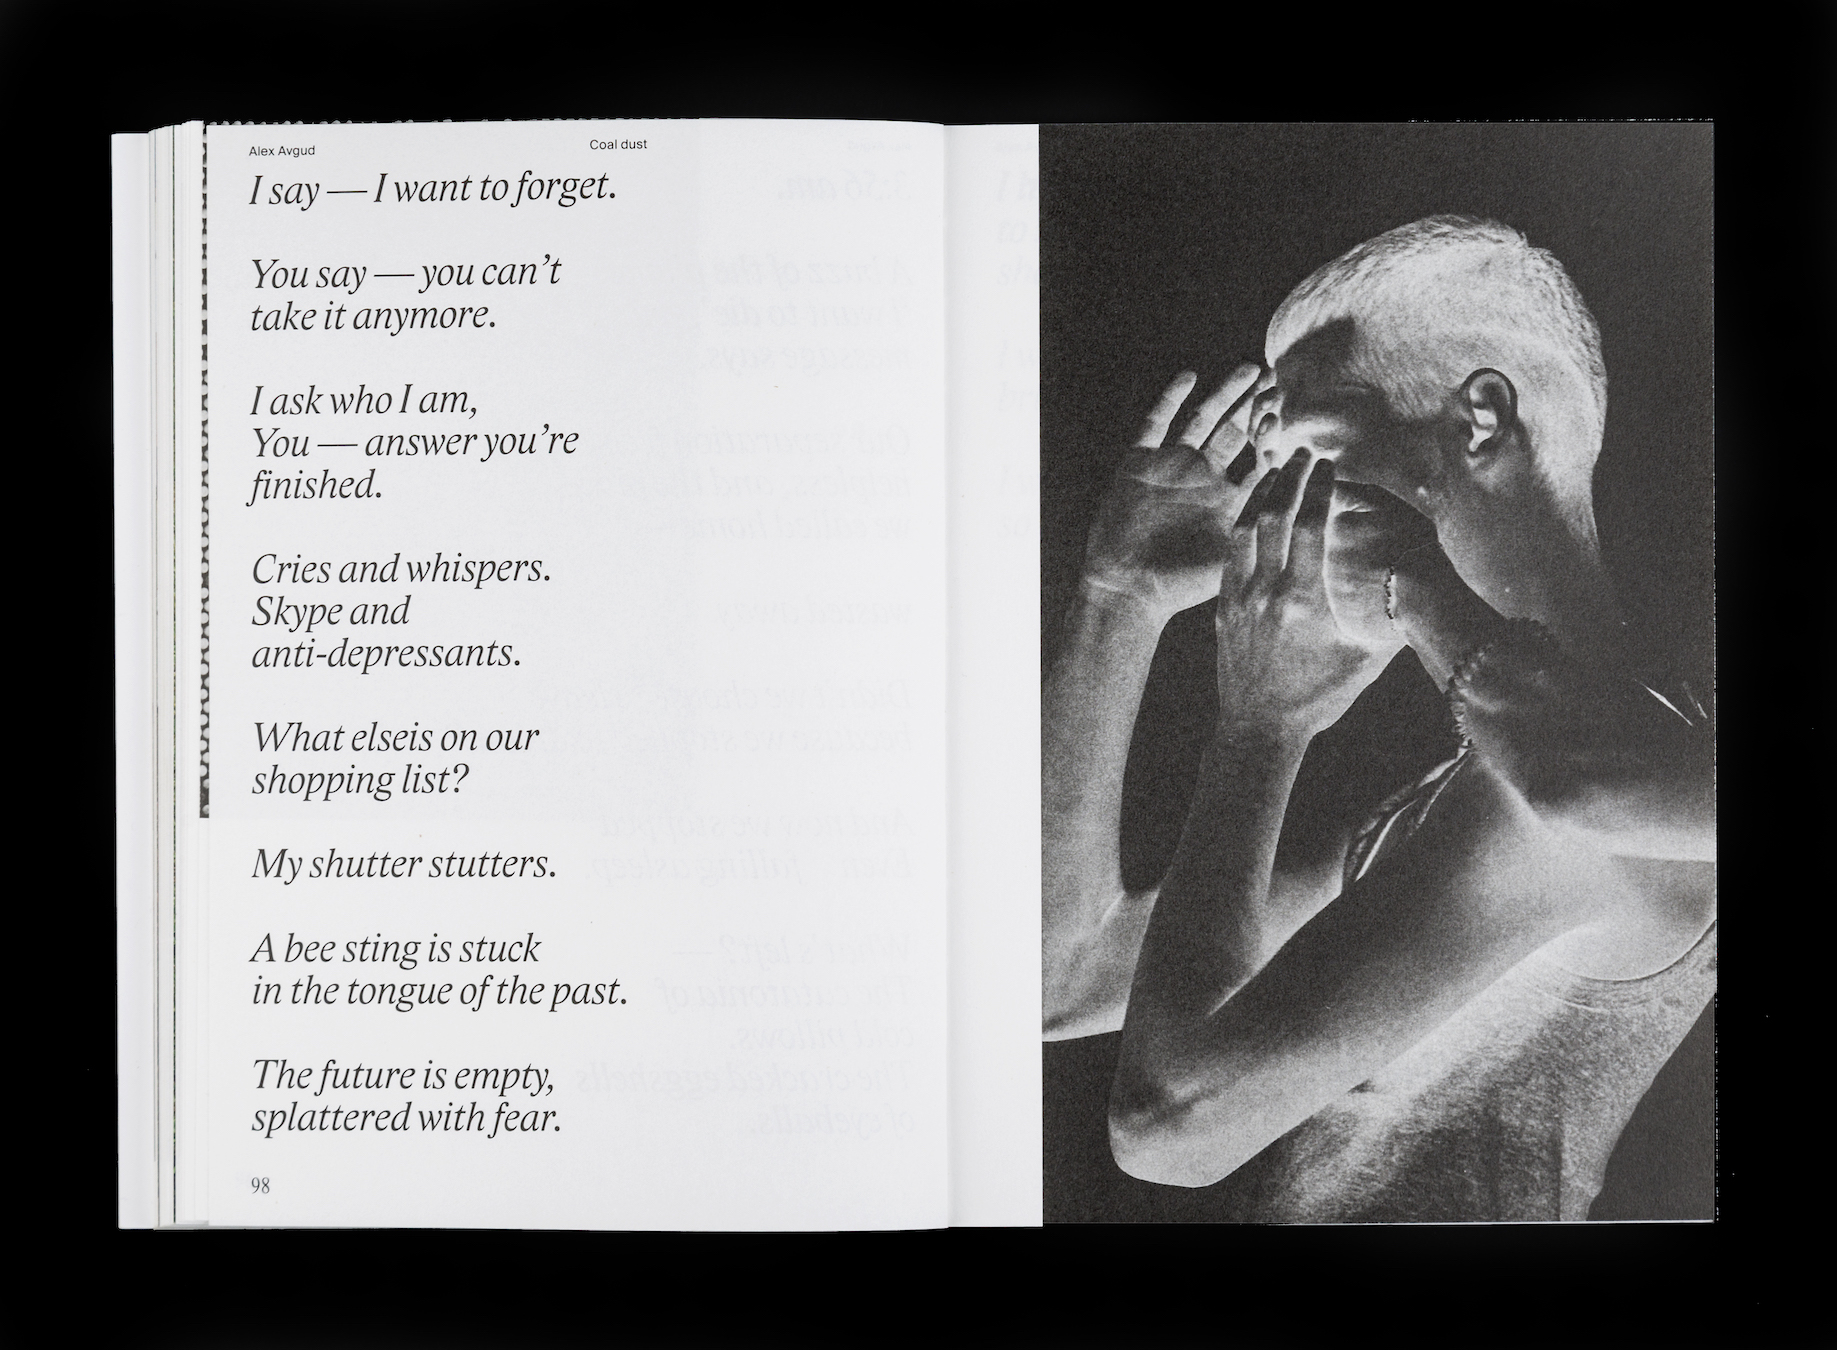 Alex Avgud
Coal dust
I say — I want to forget.
You say — you can’t
take it anymore.
I ask who I am,
You — answer you’re
finished.
Cries and whispers.
Skype and
anti-depressants.
What elseis on our
shopping list?
My shutter stutters.
A bee sting is stuck
in the tongue of the past.
The future is empty,
splattered with fear.
98